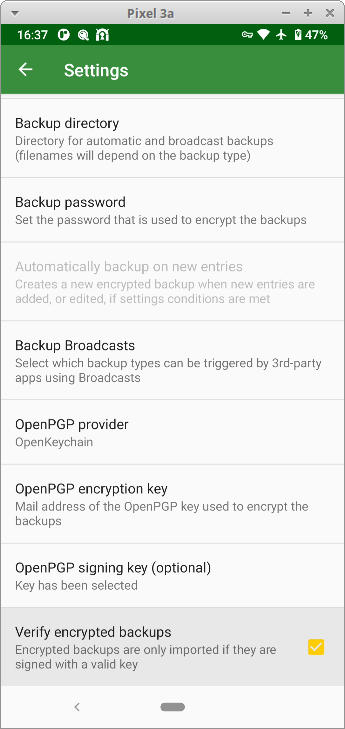 Pixel 3a
16:37
47%
Settings
Backup directory
Directory for automatic and broadcast backups
(filenames will depend on the backup type)
Backup password
Set the password that is used to encrypt the backups
Automatically backup on new entries
Creates a new encrypted backup when new entries are
added, or edited, if settings conditions are met
Backup Broadcasts
Select which backup types can be triggered by 3rd-party
apps using Broadcasts
OpenPGP provider
OpenKeychain
OpenPGP encryption key
Mail address of the OpenPGP key used to encrypt the
backups
OpenPGP signing key (optional)
Key has been selected
Verify encrypted backups
Encrypted backups are only imported if they are
signed with a valid key